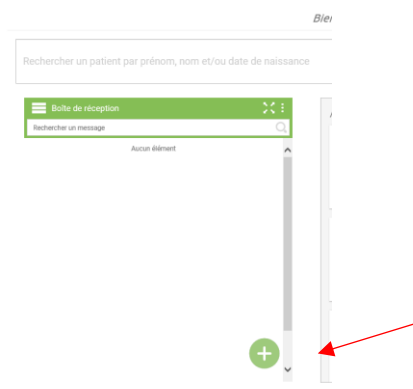 Rechercher un patient par prénom, nom et/ou date de naissance
Boîte de réception
Rechercher un message
Aucun élément